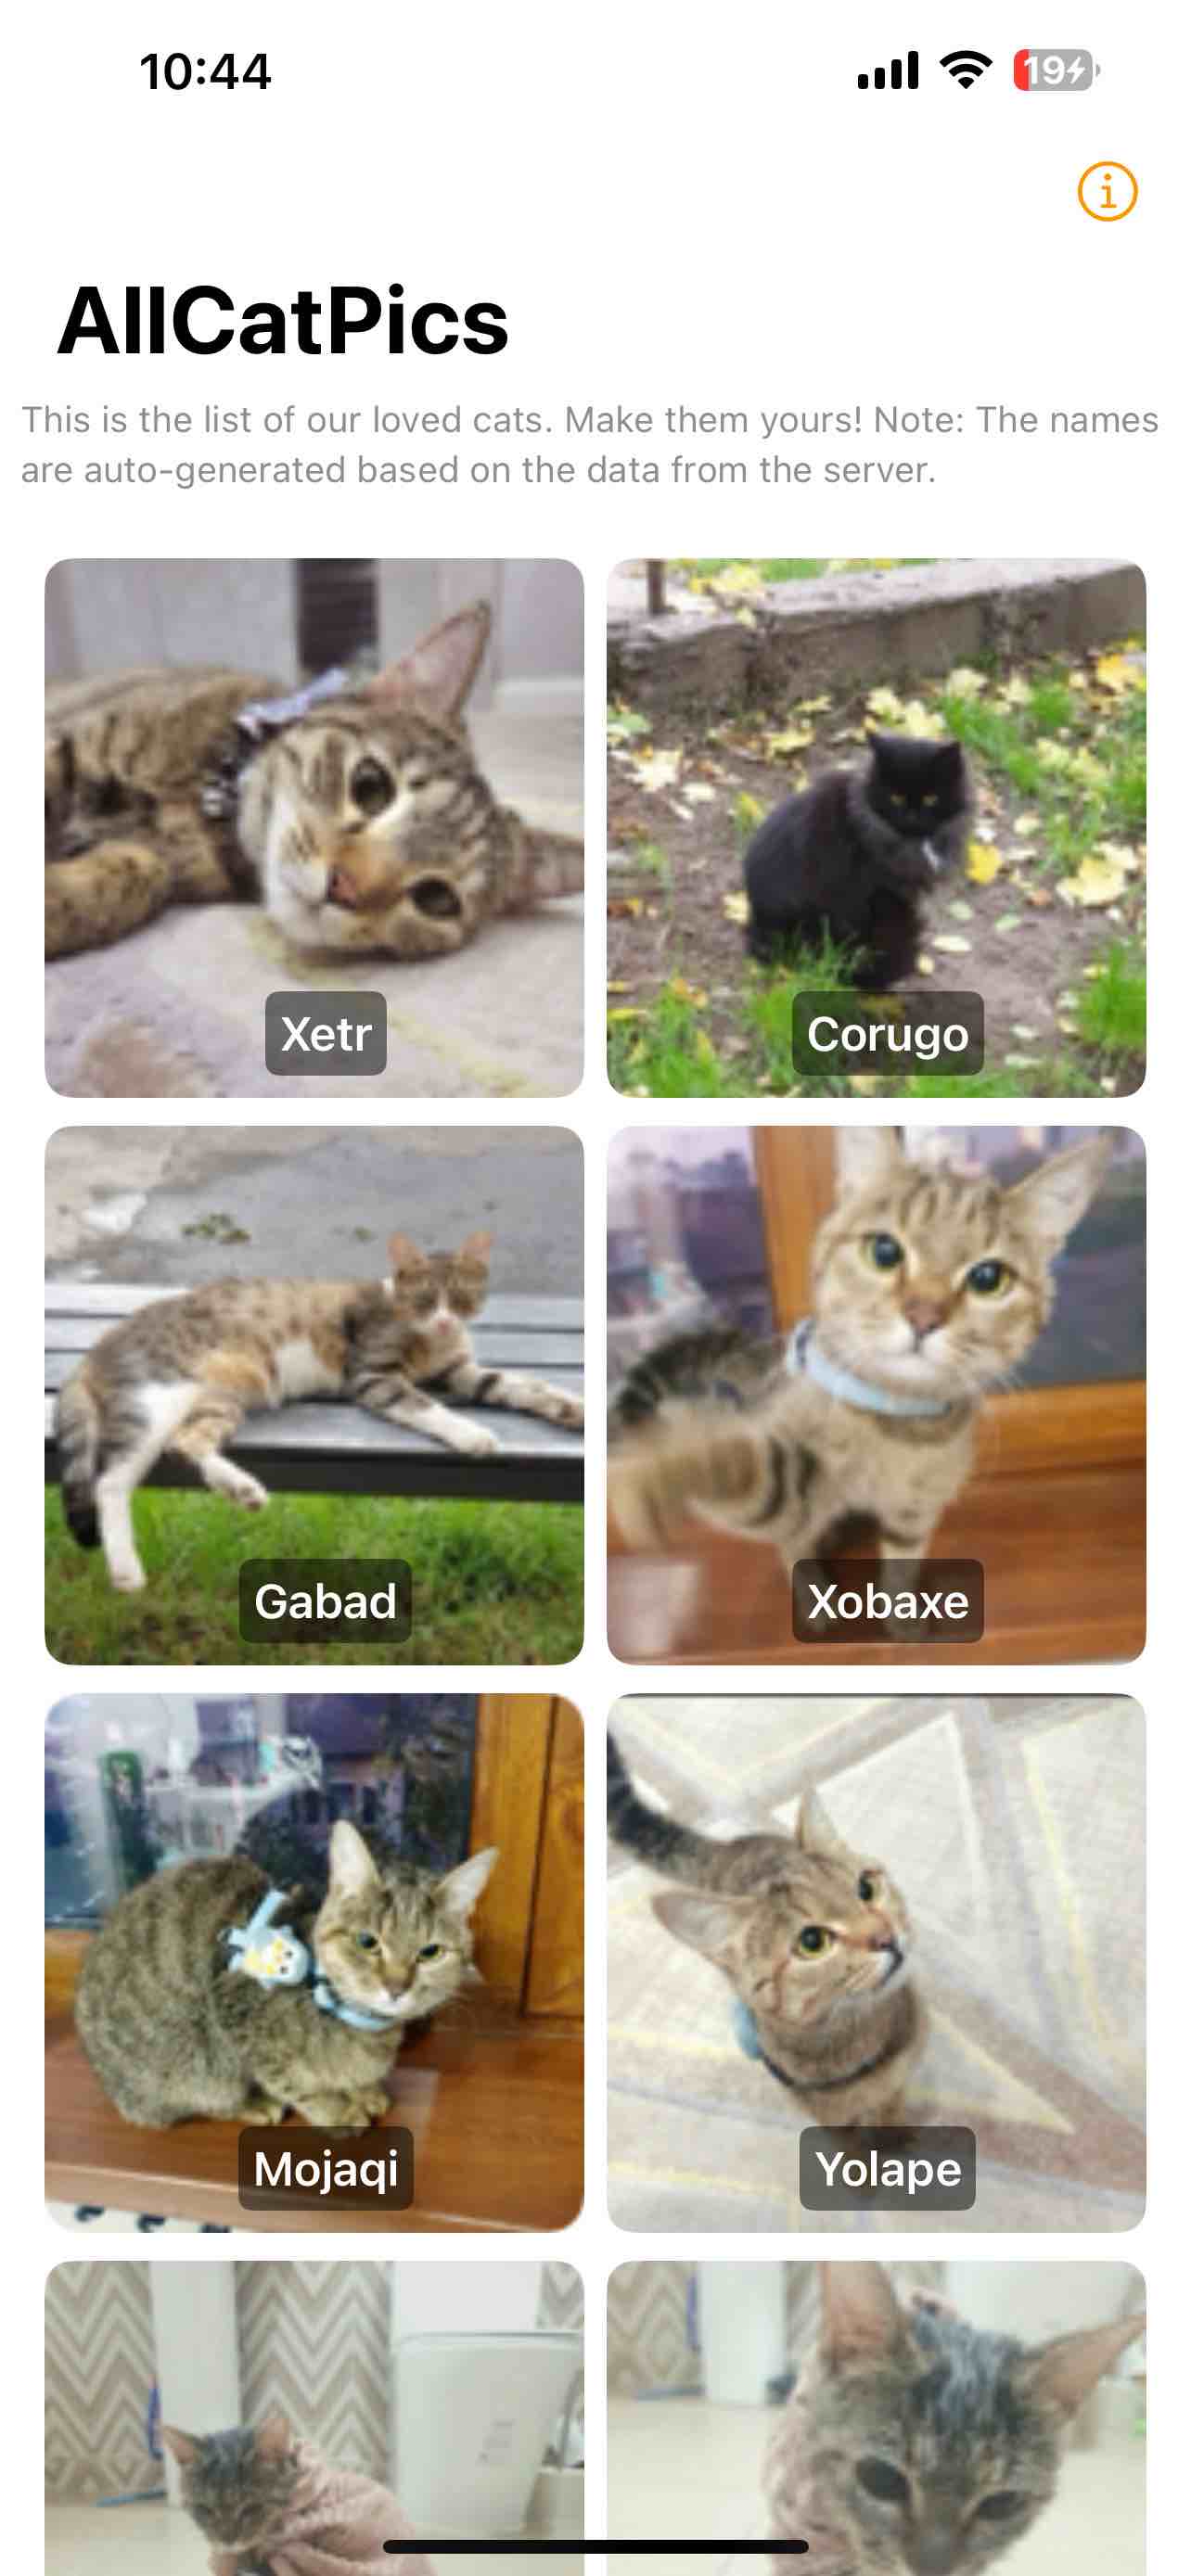 10:44
19
AllCatPics
This is the list of our loved cats. Make them yours! Note: The names
are auto-generated based on the data from the server.
Xetr
Corugo
Gabad
Xobaxe
Mojaqi
Yolape